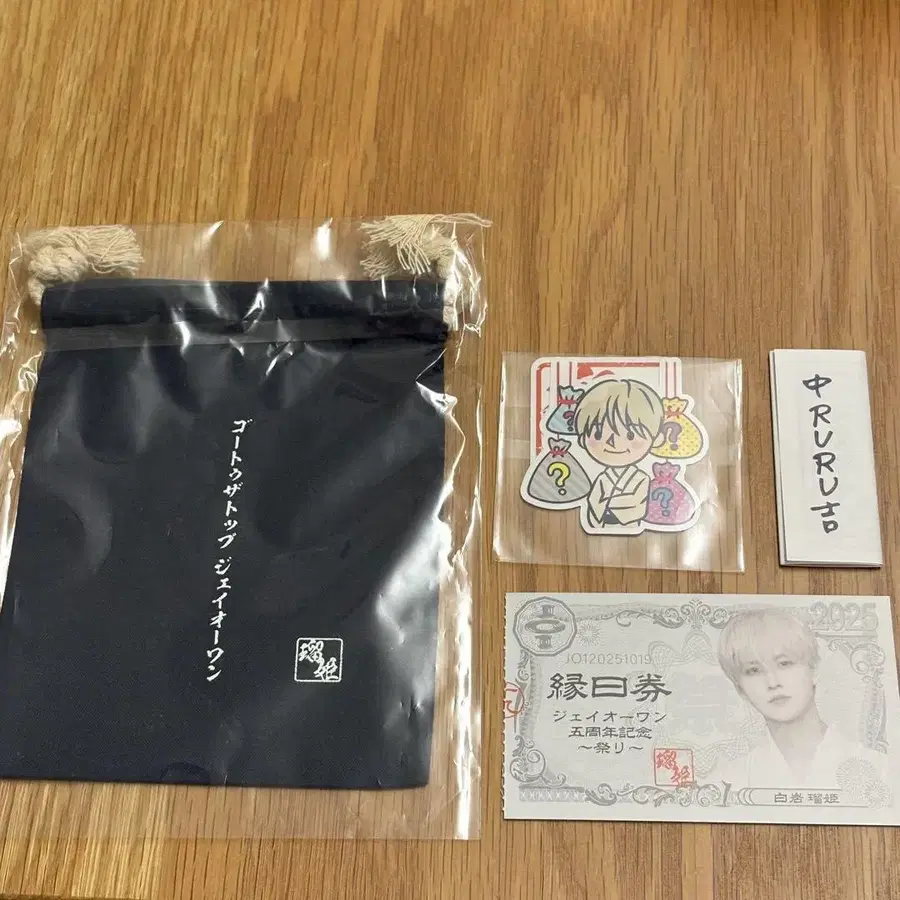 ゴートゥザトップ ジェイオーワン
瑠姫
?
?
?
?
中RURU吉
2025
JO120251019
縁日券
ジェイオーワン
五周年記念
～祭り～
瑠姫
白岩 瑠姫